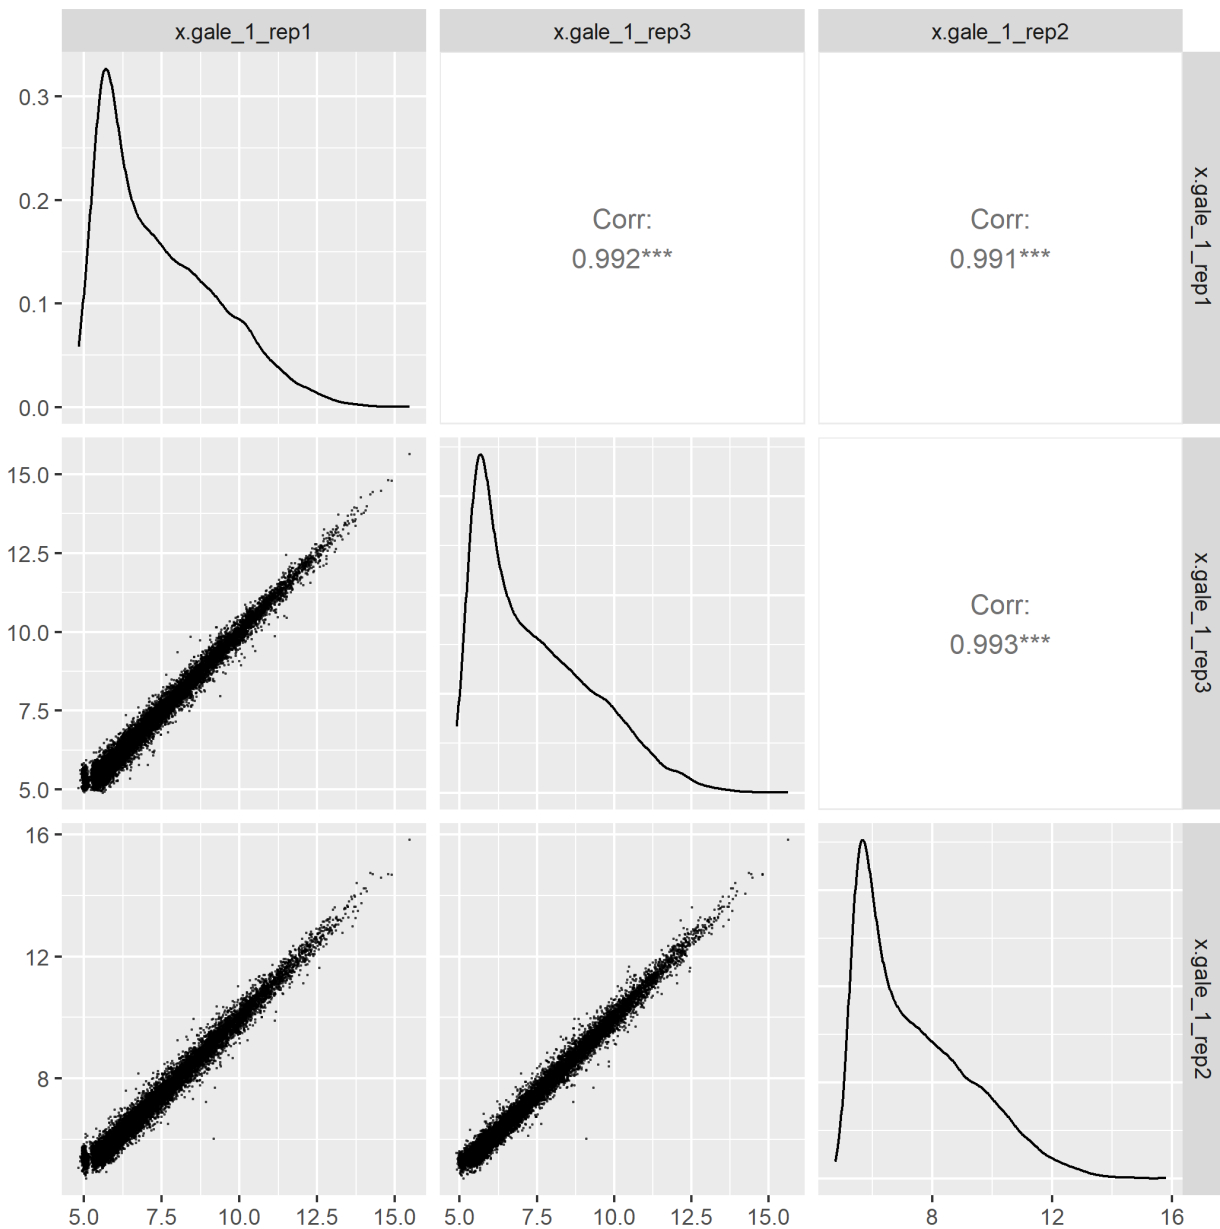 x.gale_1_rep1
x.gale_1_rep3
x.gale_1_rep2
0.3
0.2
0.1
0.0
Corr:
0.992***
Corr:
0.991***
x.gale_1_rep1
15.0
12.5
10.0
7.5
5.0
Corr:
0.993***
x.gale_1_rep3
16
12
8
x.gale_1_rep2
5.0 7.5 10.0 12.5 15.0
5.0 7.5 10.0 12.5 15.0
8 12 16